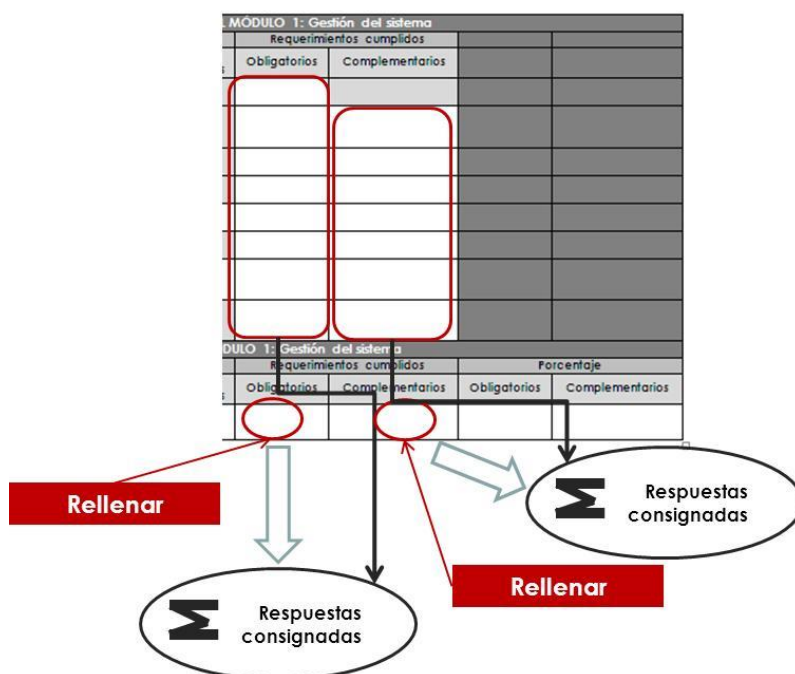 L MÓDULO 1: Gestión del sistema
Requerimientos cumplidos
Obligatorios Complementarios
s
DULO 1: Gestión del sistema
Requerimientos cumplidos Porcentaje
Obligatorios Complementarios Obligatorios Complementarios
s
Rellenar
Σ Respuestas
consignadas
Rellenar
Σ Respuestas
consignadas